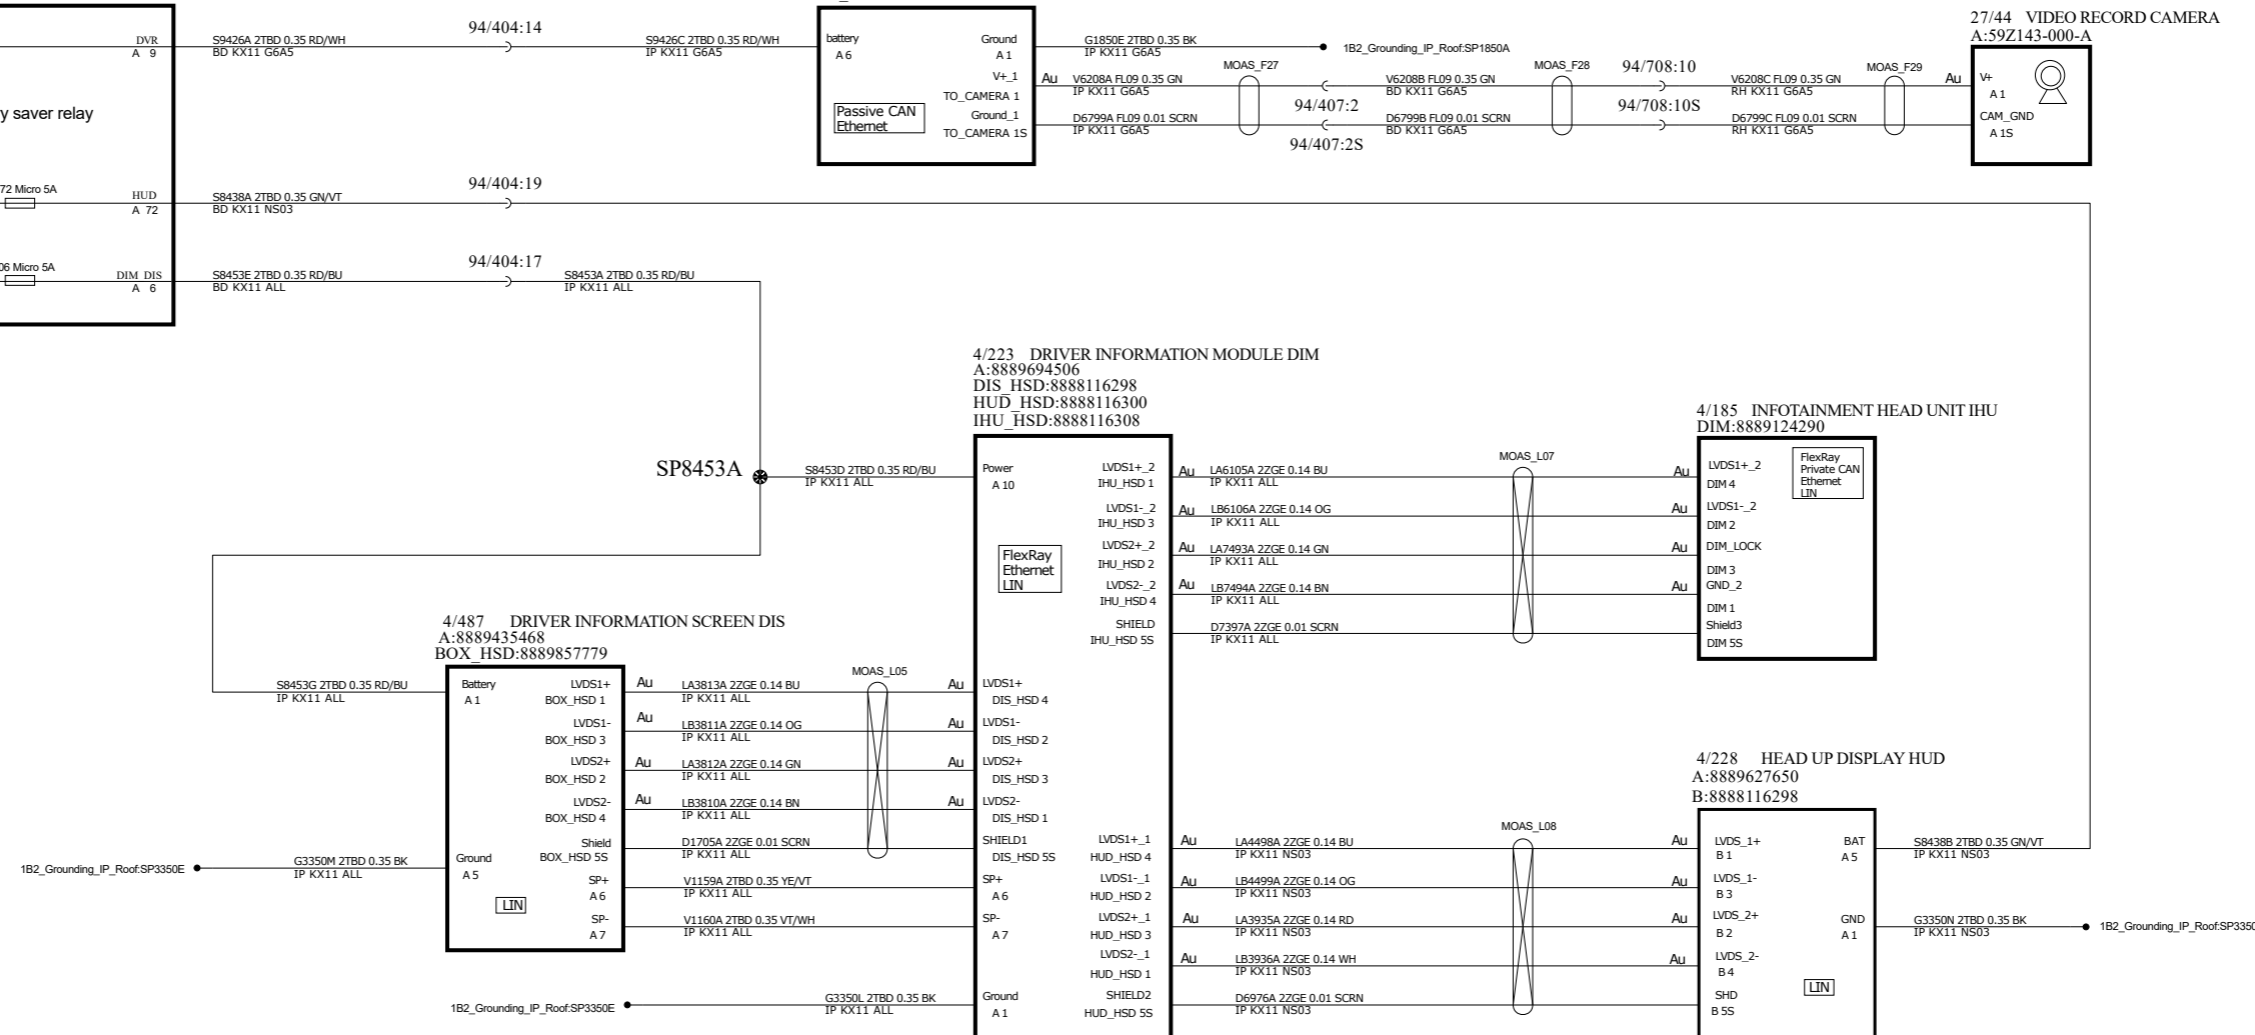 27/44 VIDEO RECORD CAMERA
A:59Z143-000-A
DVR
A 9
S9426A 2TBD 0.35 RD/WH
BD KX11 G6A5
94/404:14
S9426C 2TBD 0.35 RD/WH
IP KX11 G6A5
battery
A 6
Passive CAN
Ethernet
Ground
A 1
V+_1
TO_CAMERA 1
Ground_1
TO_CAMERA 1S
G1850E 2TBD 0.35 BK
IP KX11 G6A5
1B2_Grounding_IP_Roof:SP1850A
Au
V6208A FL09 0.35 GN
IP KX11 G6A5
MOAS_F27
94/407:2
V6208B FL09 0.35 GN
BD KX11 G6A5
MOAS_F28
94/708:10
V6208C FL09 0.35 GN
RH KX11 G6A5
MOAS_F29
Au
V+
A 1
D6799A FL09 0.01 SCRN
IP KX11 G6A5
94/407:2S
D6799B FL09 0.01 SCRN
BD KX11 G6A5
94/708:10S
D6799C FL09 0.01 SCRN
RH KX11 G6A5
CAM_GND
A 1S
y saver relay
72 Micro 5A
HUD
A 72
S8438A 2TBD 0.35 GN/VT
BD KX11 NS03
94/404:19
06 Micro 5A
DIM DIS
A 6
S8453E 2TBD 0.35 RD/BU
BD KX11 ALL
94/404:17
S8453A 2TBD 0.35 RD/BU
IP KX11 ALL
SP8453A
S8453D 2TBD 0.35 RD/BU
IP KX11 ALL
4/223 DRIVER INFORMATION MODULE DIM
A:8889694506
DIS_HSD:8888116298
HUD_HSD:8888116300
IHU_HSD:8888116308
Power
A 10
FlexRay
Ethernet
LIN
LVDS1+_2
IHU_HSD 1
LVDS1-_2
IHU_HSD 3
LVDS2+_2
IHU_HSD 2
LVDS2-_2
IHU_HSD 4
SHIELD
IHU_HSD 5S
Au
LA6105A 2ZGE 0.14 BU
IP KX11 ALL
Au
LB6106A 2ZGE 0.14 OG
IP KX11 ALL
Au
LA7493A 2ZGE 0.14 GN
IP KX11 ALL
Au
LB7494A 2ZGE 0.14 BN
IP KX11 ALL
D7397A 2ZGE 0.01 SCRN
IP KX11 ALL
MOAS_L07
Au
Au
Au
Au
4/185 INFOTAINMENT HEAD UNIT IHU
DIM:8889124290
LVDS1+_2
DIM 4
LVDS1-_2
DIM 2
DIM_LOCK
DIM 3
GND_2
DIM 1
Shield3
DIM 5S
FlexRay
Private CAN
Ethernet
LIN
4/487 DRIVER INFORMATION SCREEN DIS
A:8889435468
BOX_HSD:8889857779
S8453G 2TBD 0.35 RD/BU
IP KX11 ALL
Battery
A 1
LVDS1+
BOX_HSD 1
LVDS1-
BOX_HSD 3
LVDS2+
BOX_HSD 2
LVDS2-
BOX_HSD 4
Shield
BOX_HSD 5S
SP+
A 6
SP-
A 7
Ground
A 5
LIN
1B2_Grounding_IP_Roof:SP3350E
G3350M 2TBD 0.35 BK
IP KX11 ALL
Au
LA3813A 2ZGE 0.14 BU
IP KX11 ALL
Au
LB3811A 2ZGE 0.14 OG
IP KX11 ALL
Au
LA3812A 2ZGE 0.14 GN
IP KX11 ALL
Au
LB3810A 2ZGE 0.14 BN
IP KX11 ALL
D1705A 2ZGE 0.01 SCRN
IP KX11 ALL
V1159A 2TBD 0.35 YE/VT
IP KX11 ALL
V1160A 2TBD 0.35 VT/WH
IP KX11 ALL
MOAS_L05
Au
Au
Au
Au
LVDS1+
DIS_HSD 4
LVDS1-
DIS_HSD 2
LVDS2+
DIS_HSD 3
LVDS2-
DIS_HSD 1
SHIELD1
DIS_HSD 5S
SP+
A 6
SP-
A 7
Ground
A 1
1B2_Grounding_IP_Roof:SP3350E
G3350L 2TBD 0.35 BK
IP KX11 ALL
LVDS1+_1
HUD_HSD 4
LVDS1-_1
HUD_HSD 2
LVDS2+_1
HUD_HSD 3
LVDS2-_1
HUD_HSD 1
SHIELD2
HUD_HSD 5S
Au
LA4498A 2ZGE 0.14 BU
IP KX11 NS03
Au
LB4499A 2ZGE 0.14 OG
IP KX11 NS03
Au
LA3935A 2ZGE 0.14 RD
IP KX11 NS03
Au
LB3936A 2ZGE 0.14 WH
IP KX11 NS03
D6976A 2ZGE 0.01 SCRN
IP KX11 NS03
MOAS_L08
Au
Au
Au
Au
4/228 HEAD UP DISPLAY HUD
A:8889627650
B:8888116298
LVDS_1+
B 1
LVDS_1-
B 3
LVDS_2+
B 2
LVDS_2-
B 4
SHD
B 5S
BAT
A 5
GND
A 1
LIN
S8438B 2TBD 0.35 GN/VT
IP KX11 NS03
G3350N 2TBD 0.35 BK
IP KX11 NS03
1B2_Grounding_IP_Roof:SP3350